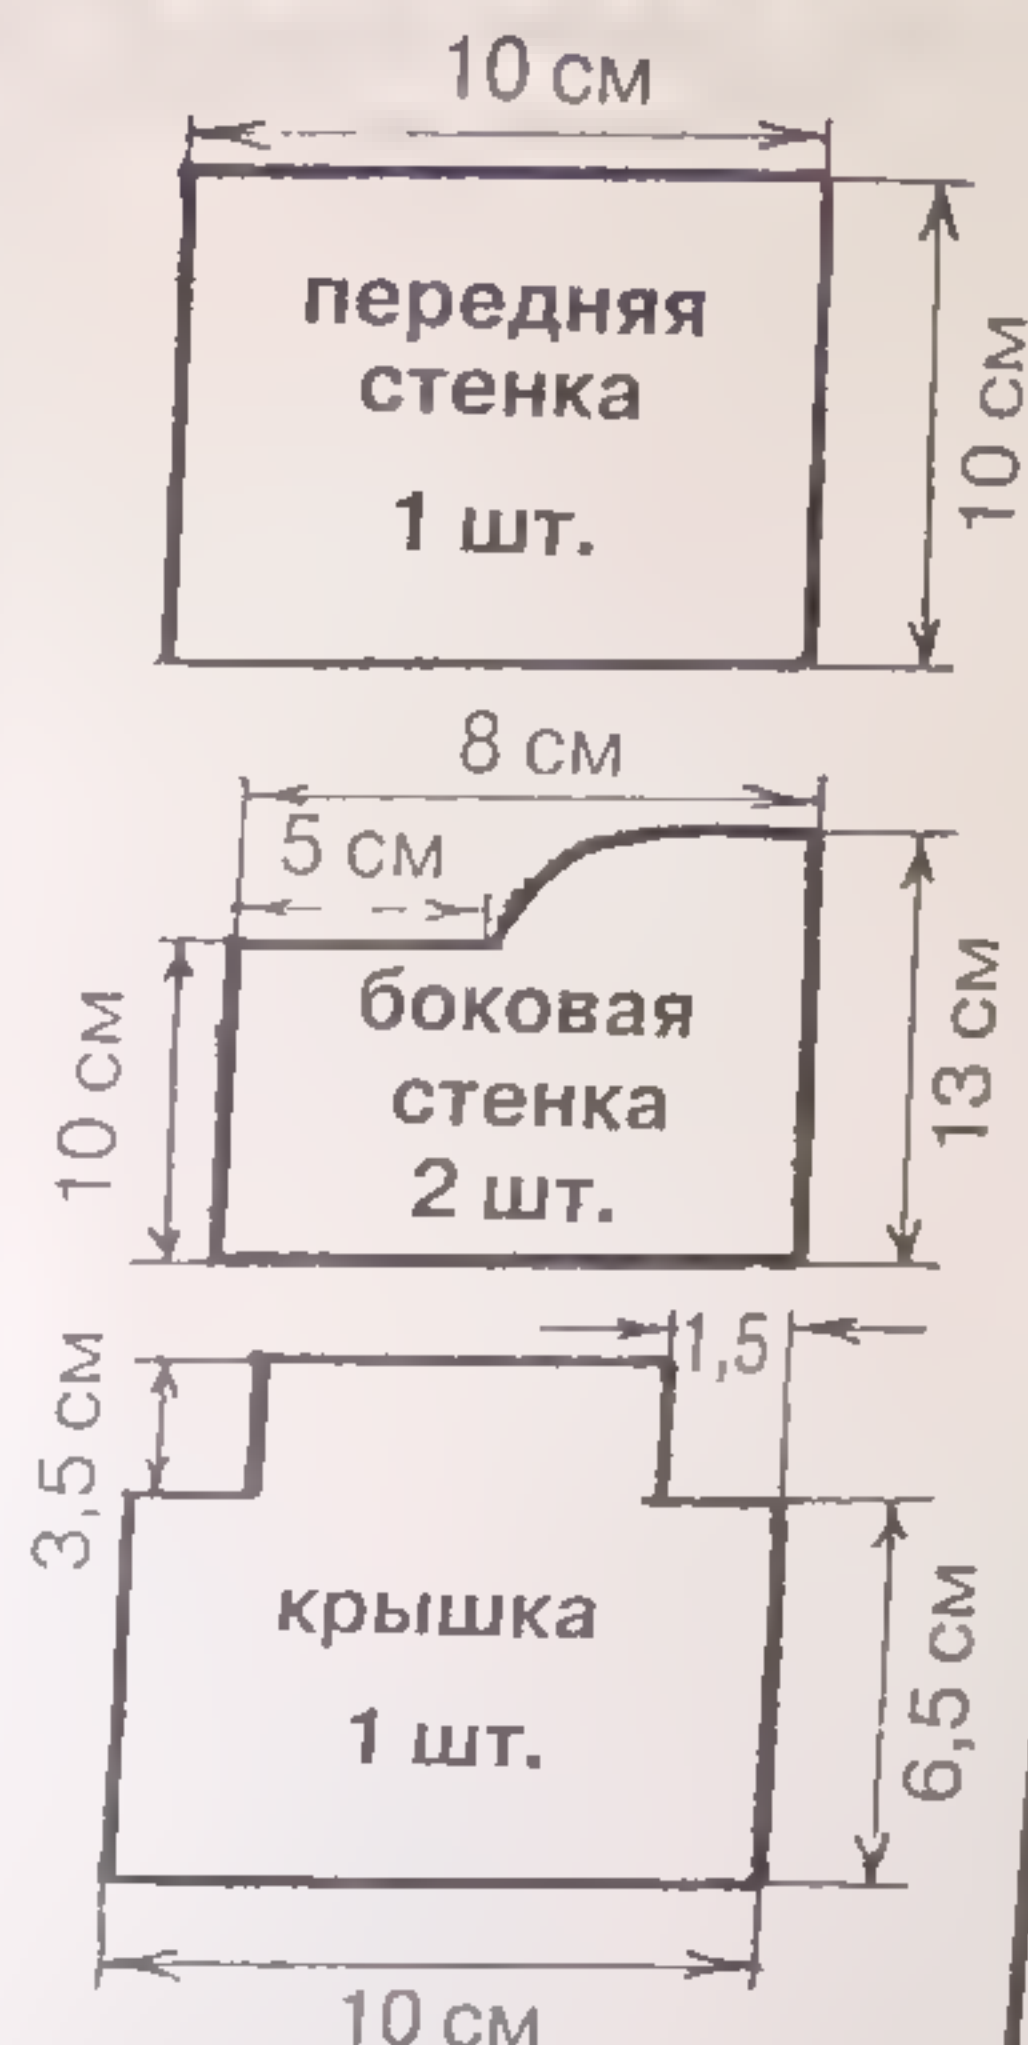 10 см
передняя
стенка
1 шт.
10 см
8 см
5 см
10 см
боковая
стенка
2 шт.
13 см
1,5
3,5 см
крышка
1 шт.
6,5 см
10 см